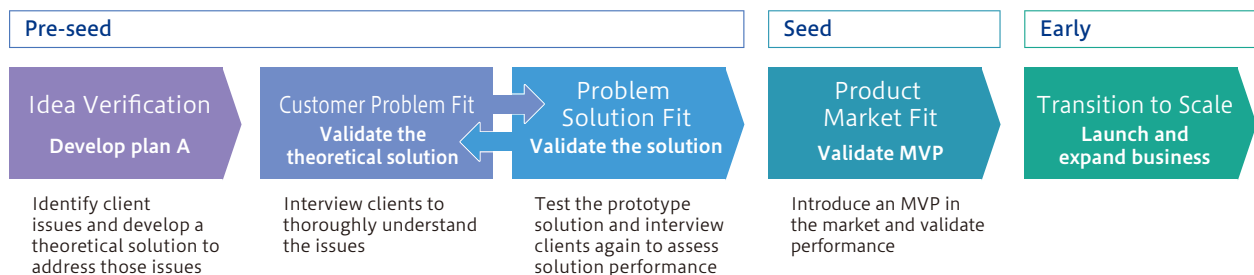 Pre-seed
Seed
Early
Idea Verification
Develop plan A
Customer Problem Fit
Validate the
theoretical solution
Problem
Solution Fit
Validate the solution
Product
Market Fit
Validate MVP
Transition to Scale
Launch and
expand business
Identify client
issues and develop a
theoretical solution to
address those issues
Interview clients to
thoroughly understand
the issues
Test the prototype
solution and interview
clients again to assess
solution performance
Introduce an MVP in
the market and validate
performance